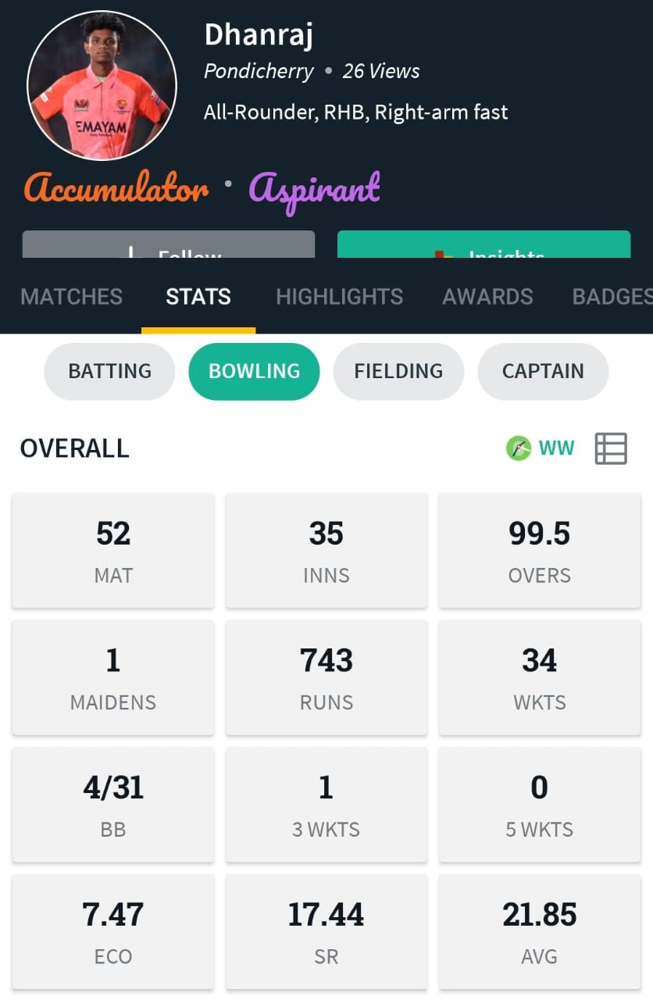 Dhanraj
Pondicherry • 26 Views
All-Rounder, RHB, Right-arm fast
EMAYAM
Accumulator • Aspirant
Follow Insights
MATCHES STATS HIGHLIGHTS AWARDS BADGES
BATTING BOWLING FIELDING CAPTAIN
OVERALL WW
52 35 99.5
MAT INNS OVERS
1 743 34
MAIDENS RUNS WKTS
4/31 1 0
BB 3 WKTS 5 WKTS
7.47 17.44 21.85
ECO SR AVG